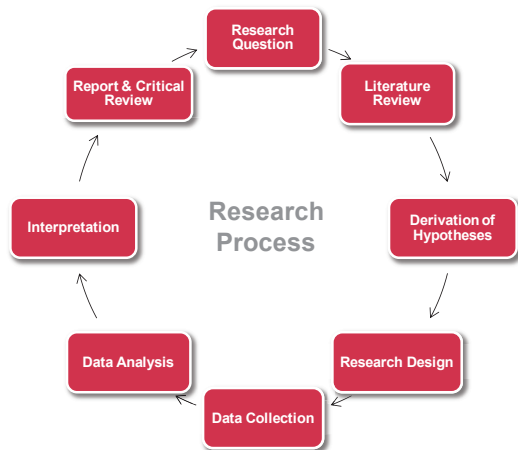 Research
Question
Literature
Review
Derivation of
Hypotheses
Research Design
Data Collection
Data Analysis
Interpretation
Report & Critical
Review
Research
Process